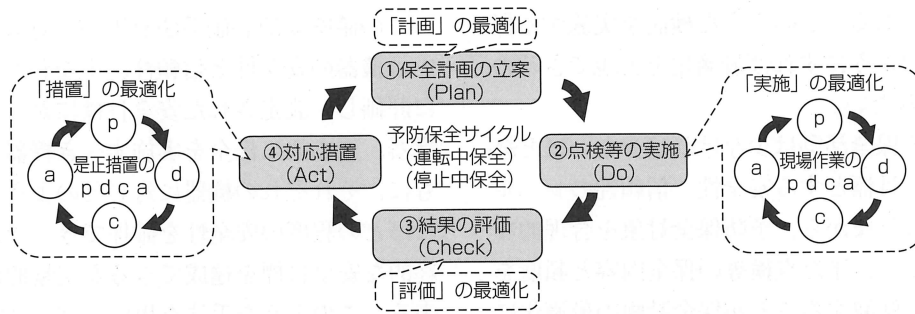 「計画」の最適化
①保全計画の立案
(Plan)
「措置」の最適化
p
a
是正措置の
p d c a
d
c
④対応措置
(Act)
予防保全サイクル
(運転中保全)
(停止中保全)
②点検等の実施
(Do)
「実施」の最適化
p
a
現場作業の
p d c a
d
c
③結果の評価
(Check)
「評価」の最適化